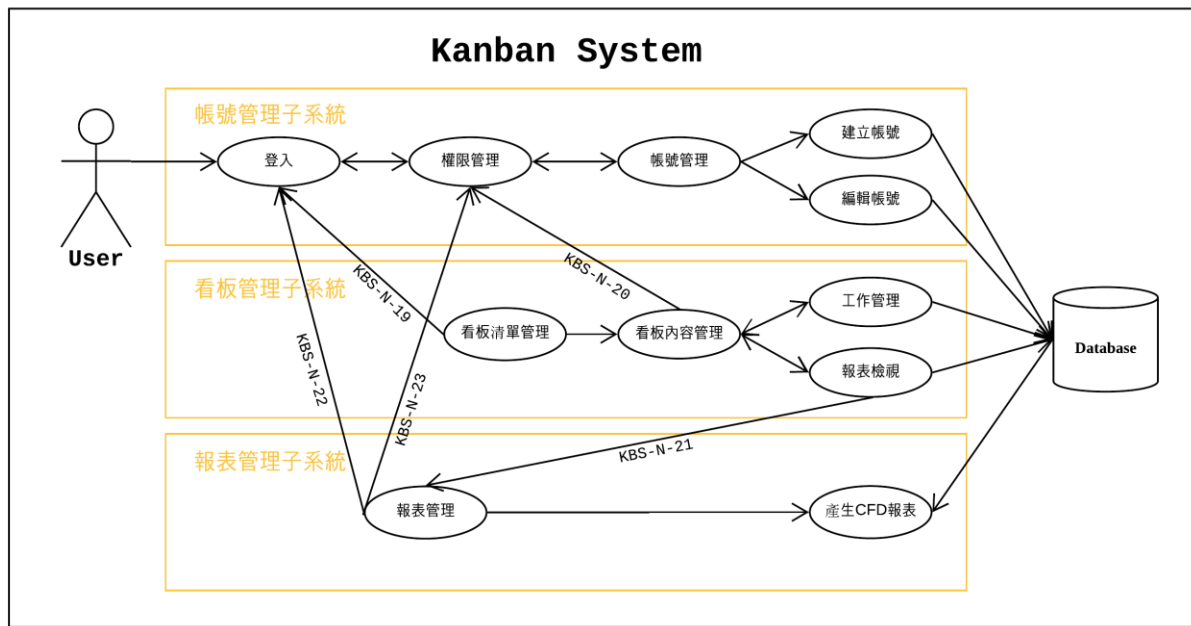 Kanban System
帳號管理子系統
建立帳號
登入
權限管理
帳號管理
編輯帳號
User
KBS-N-19
KBS-N-20
看板管理子系統
工作管理
看板清單管理
看板內容管理
Database
KBS-N-22
KBS-N-23
報表檢視
KBS-N-21
報表管理子系統
報表管理
產生CFD報表